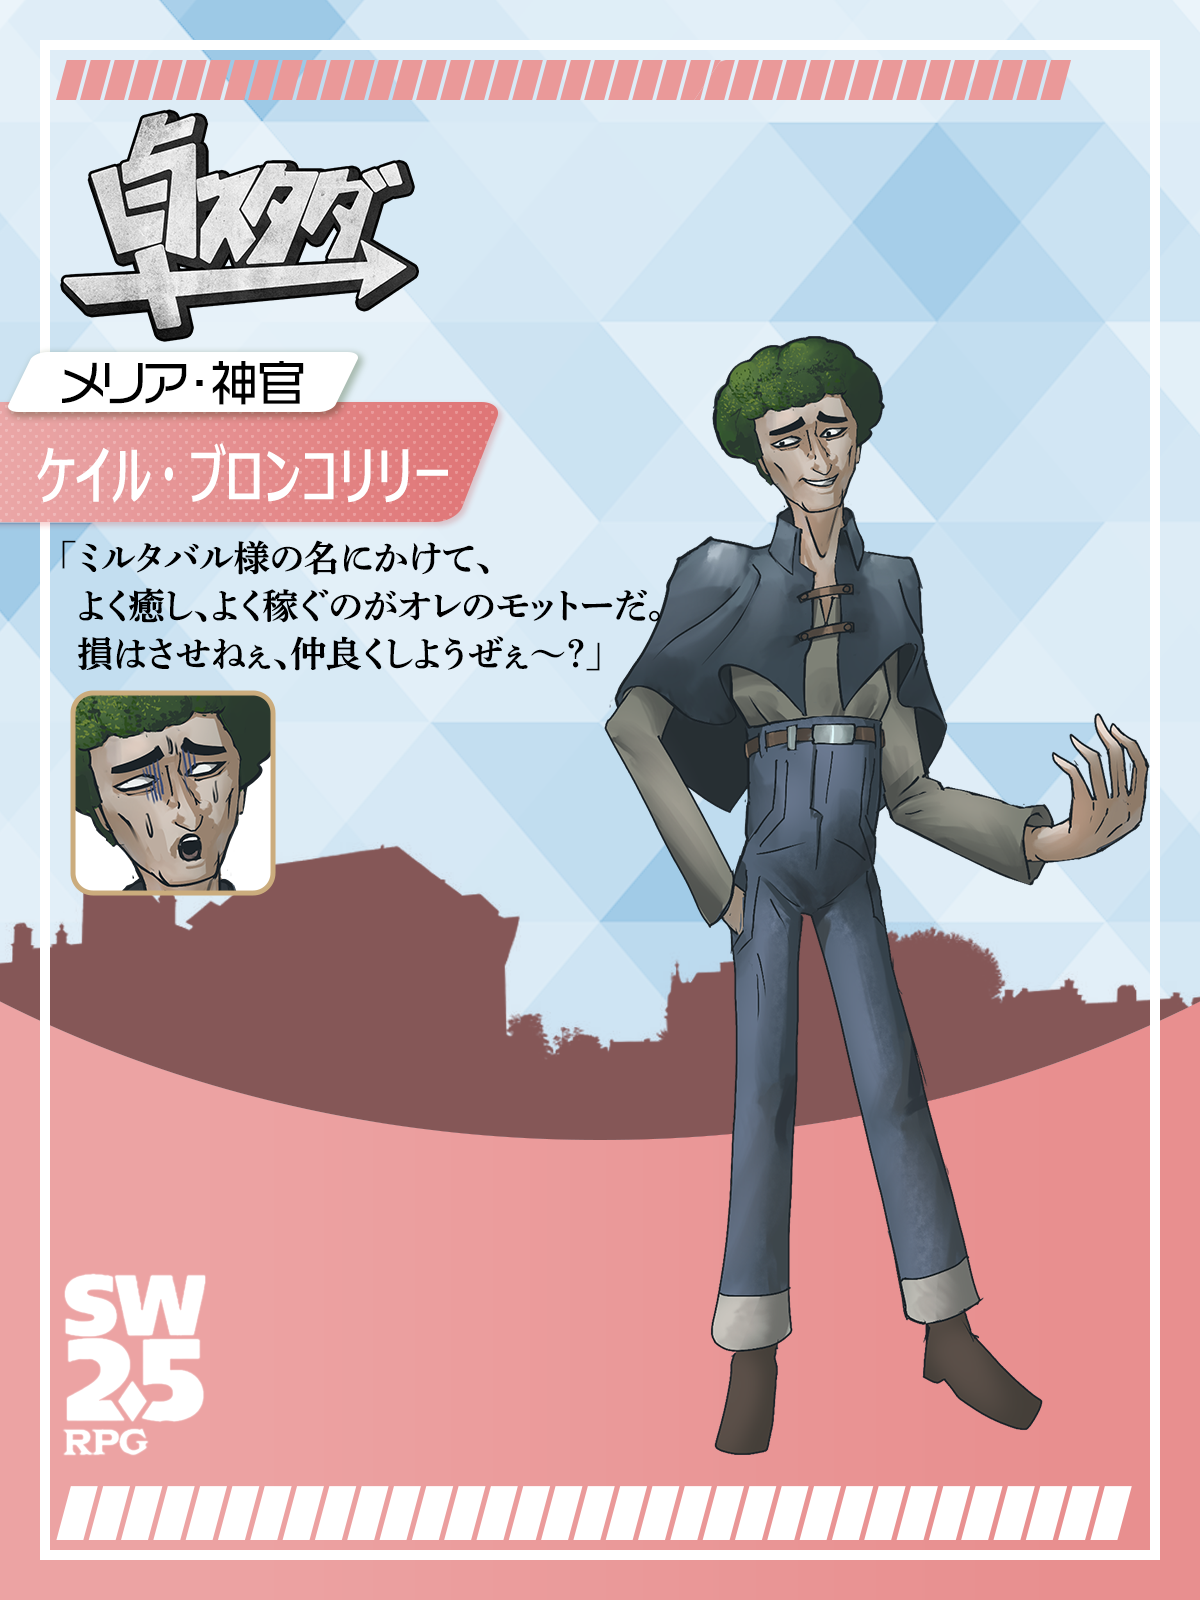 卓スタダ
メリア・神官
ケイル・ブロンコリリー
「ミルタバル様の名にかけて、
よく癒し、よく稼ぐのがオレのモットーだ。
損はさせねぇ、仲良くしようぜぇ～？」
SW
2.5
RPG